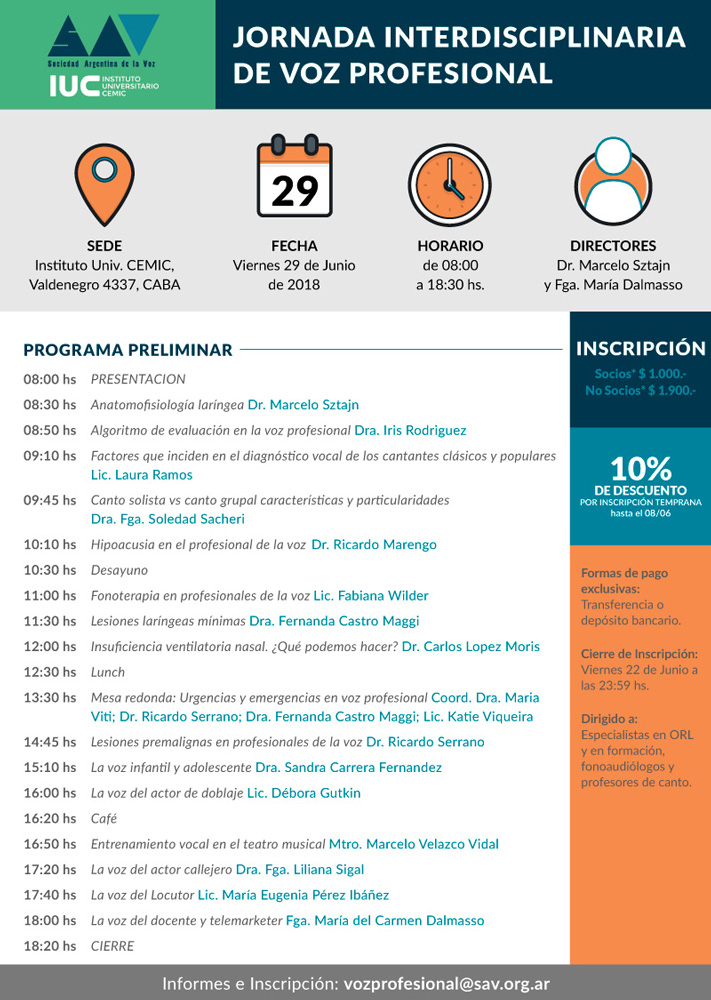 SAV
Sociedad Argentina de la Voz
IUC INSTITUTO
UNIVERSITARIO
CEMIC
JORNADA INTERDISCIPLINARIA
DE VOZ PROFESIONAL
29
SEDE
Instituto Univ. CEMIC,
Valdenegro 4337, CABA
FECHA
Viernes 29 de Junio
de 2018
HORARIO
de 08:00
a 18:30 hs.
DIRECTORES
Dr. Marcelo Sztajn
y Fga. María Dalmasso
PROGRAMA PRELIMINAR
08:00 hs PRESENTACION
08:30 hs Anatomofisiología laríngea Dr. Marcelo Sztajn
08:50 hs Algoritmo de evaluación en la voz profesional Dra. Iris Rodriguez
09:10 hs Factores que inciden en el diagnóstico vocal de los cantantes clásicos y populares
Lic. Laura Ramos
09:45 hs Canto solista vs canto grupal características y particularidades
Dra. Fga. Soledad Sacheri
10:10 hs Hipoacusia en el profesional de la voz Dr. Ricardo Marengo
10:30 hs Desayuno
11:00 hs Fonoterapia en profesionales de la voz Lic. Fabiana Wilder
11:30 hs Lesiones laríngeas mínimas Dra. Fernanda Castro Maggi
12:00 hs Insuficiencia ventilatoria nasal. ¿Qué podemos hacer? Dr. Carlos Lopez Moris
12:30 hs Lunch
13:30 hs Mesa redonda: Urgencias y emergencias en voz profesional Coord. Dra. Maria
Viti; Dr. Ricardo Serrano; Dra. Fernanda Castro Maggi; Lic. Katie Viqueira
14:45 hs Lesiones premalignas en profesionales de la voz Dr. Ricardo Serrano
15:10 hs La voz infantil y adolescente Dra. Sandra Carrera Fernandez
16:00 hs La voz del actor de doblaje Lic. Débora Gutkin
16:20 hs Café
16:50 hs Entrenamiento vocal en el teatro musical Mtro. Marcelo Velazco Vidal
17:20 hs La voz del actor callejero Dra. Fga. Liliana Sigal
17:40 hs La voz del Locutor Lic. María Eugenia Pérez Ibáñez
18:00 hs La voz del docente y telemarketer Fga. María del Carmen Dalmasso
18:20 hs CIERRE
INSCRIPCIÓN
Socios* $ 1.000.-
No Socios* $ 1.900.-
10%
DE DESCUENTO
POR INSCRIPCIÓN TEMPRANA
hasta el 08/06
Formas de pago
exclusivas:
Transferencia o
depósito bancario.
Cierre de Inscripción:
Viernes 22 de Junio a
las 23:59 hs.
Dirigido a:
Especialistas en ORL
y en formación,
fonoaudiólogos y
profesores de canto.
Informes e Inscripción: vozprofesional@sav.org.ar